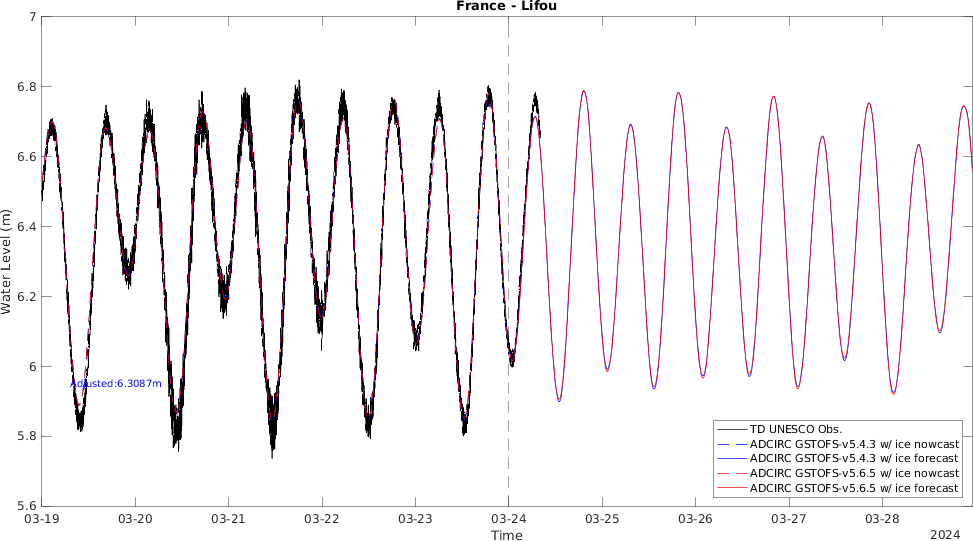 France - Lifou
7
6.8
6.6
6.4
6.2
6
5.8
5.6
Water Level (m)
Adjusted:6.3087m
TD UNESCO Obs.
ADCIRC GSTOFS-v5.4.3 w/ ice nowcast
ADCIRC GSTOFS-v5.4.3 w/ ice forecast
ADCIRC GSTOFS-v5.6.5 w/ ice nowcast
ADCIRC GSTOFS-v5.6.5 w/ ice forecast
03-19 03-20 03-21 03-22 03-23 03-24 03-25 03-26 03-27 03-28
Time
2024